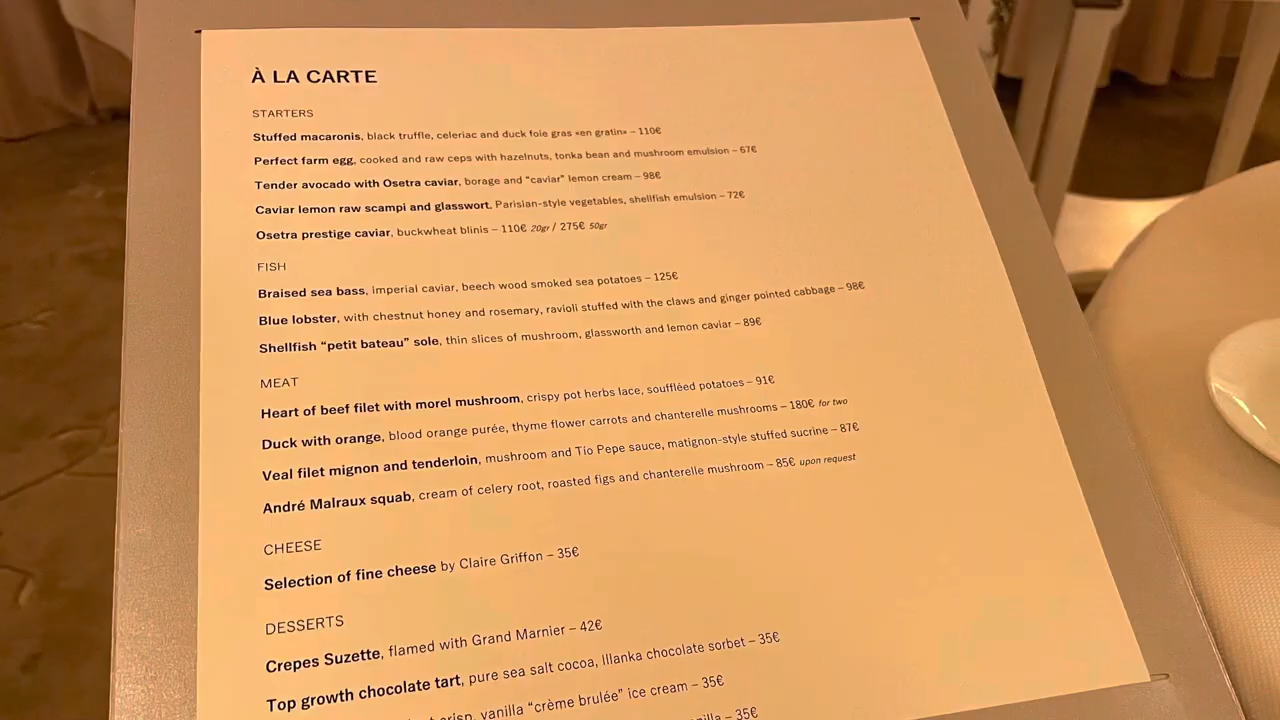 À LA CARTE
STARTERS
Stuffed macaronis, black truffle, celeriac and duck foie gras «en gratin» – 110€
Perfect farm egg, cooked and raw ceps with hazelnuts, tonka bean and mushroom emulsion – 67€
Tender avocado with Osetra caviar, borage and “caviar” lemon cream – 98€
Caviar lemon raw scampi and glasswort, Parisian-style vegetables, shellfish emulsion – 72€
Osetra prestige caviar, buckwheat blinis – 110€ 20gr / 275€ 50gr
FISH
Braised sea bass, imperial caviar, beech wood smoked sea potatoes – 125€
Blue lobster, with chestnut honey and rosemary, ravioli stuffed with the claws and ginger pointed cabbage – 98€
Shellfish “petit bateau” sole, thin slices of mushroom, glassworth and lemon caviar – 89€
MEAT
Heart of beef filet with morel mushroom, crispy pot herbs lace, souffléed potatoes – 91€
Duck with orange, blood orange purée, thyme flower carrots and chanterelle mushrooms – 180€ for two
Veal filet mignon and tenderloin, mushroom and Tio Pepe sauce, matignon-style stuffed sucrine – 87€
André Malraux squab, cream of celery root, roasted figs and chanterelle mushroom – 85€ upon request
CHEESE
Selection of fine cheese by Claire Griffon – 35€
DESSERTS
Crepes Suzette, flamed with Grand Marnier – 42€
Top growth chocolate tart, pure sea salt cocoa, Illanka chocolate sorbet – 35€
vanilla “crème brulée” ice cream – 35€
– 35€